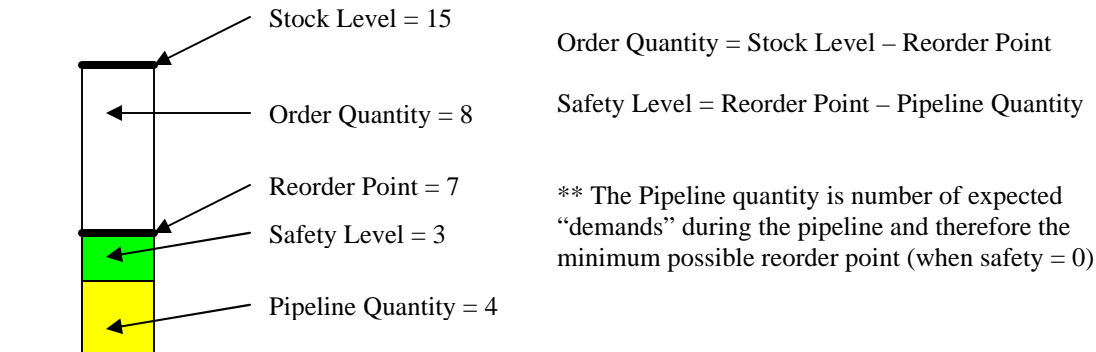 Stock Level = 15
Order Quantity = 8
Reorder Point = 7
Safety Level = 3
Pipeline Quantity = 4
Order Quantity = Stock Level – Reorder Point
Safety Level = Reorder Point – Pipeline Quantity
** The Pipeline quantity is number of expected
“demands” during the pipeline and therefore the
minimum possible reorder point (when safety = 0)